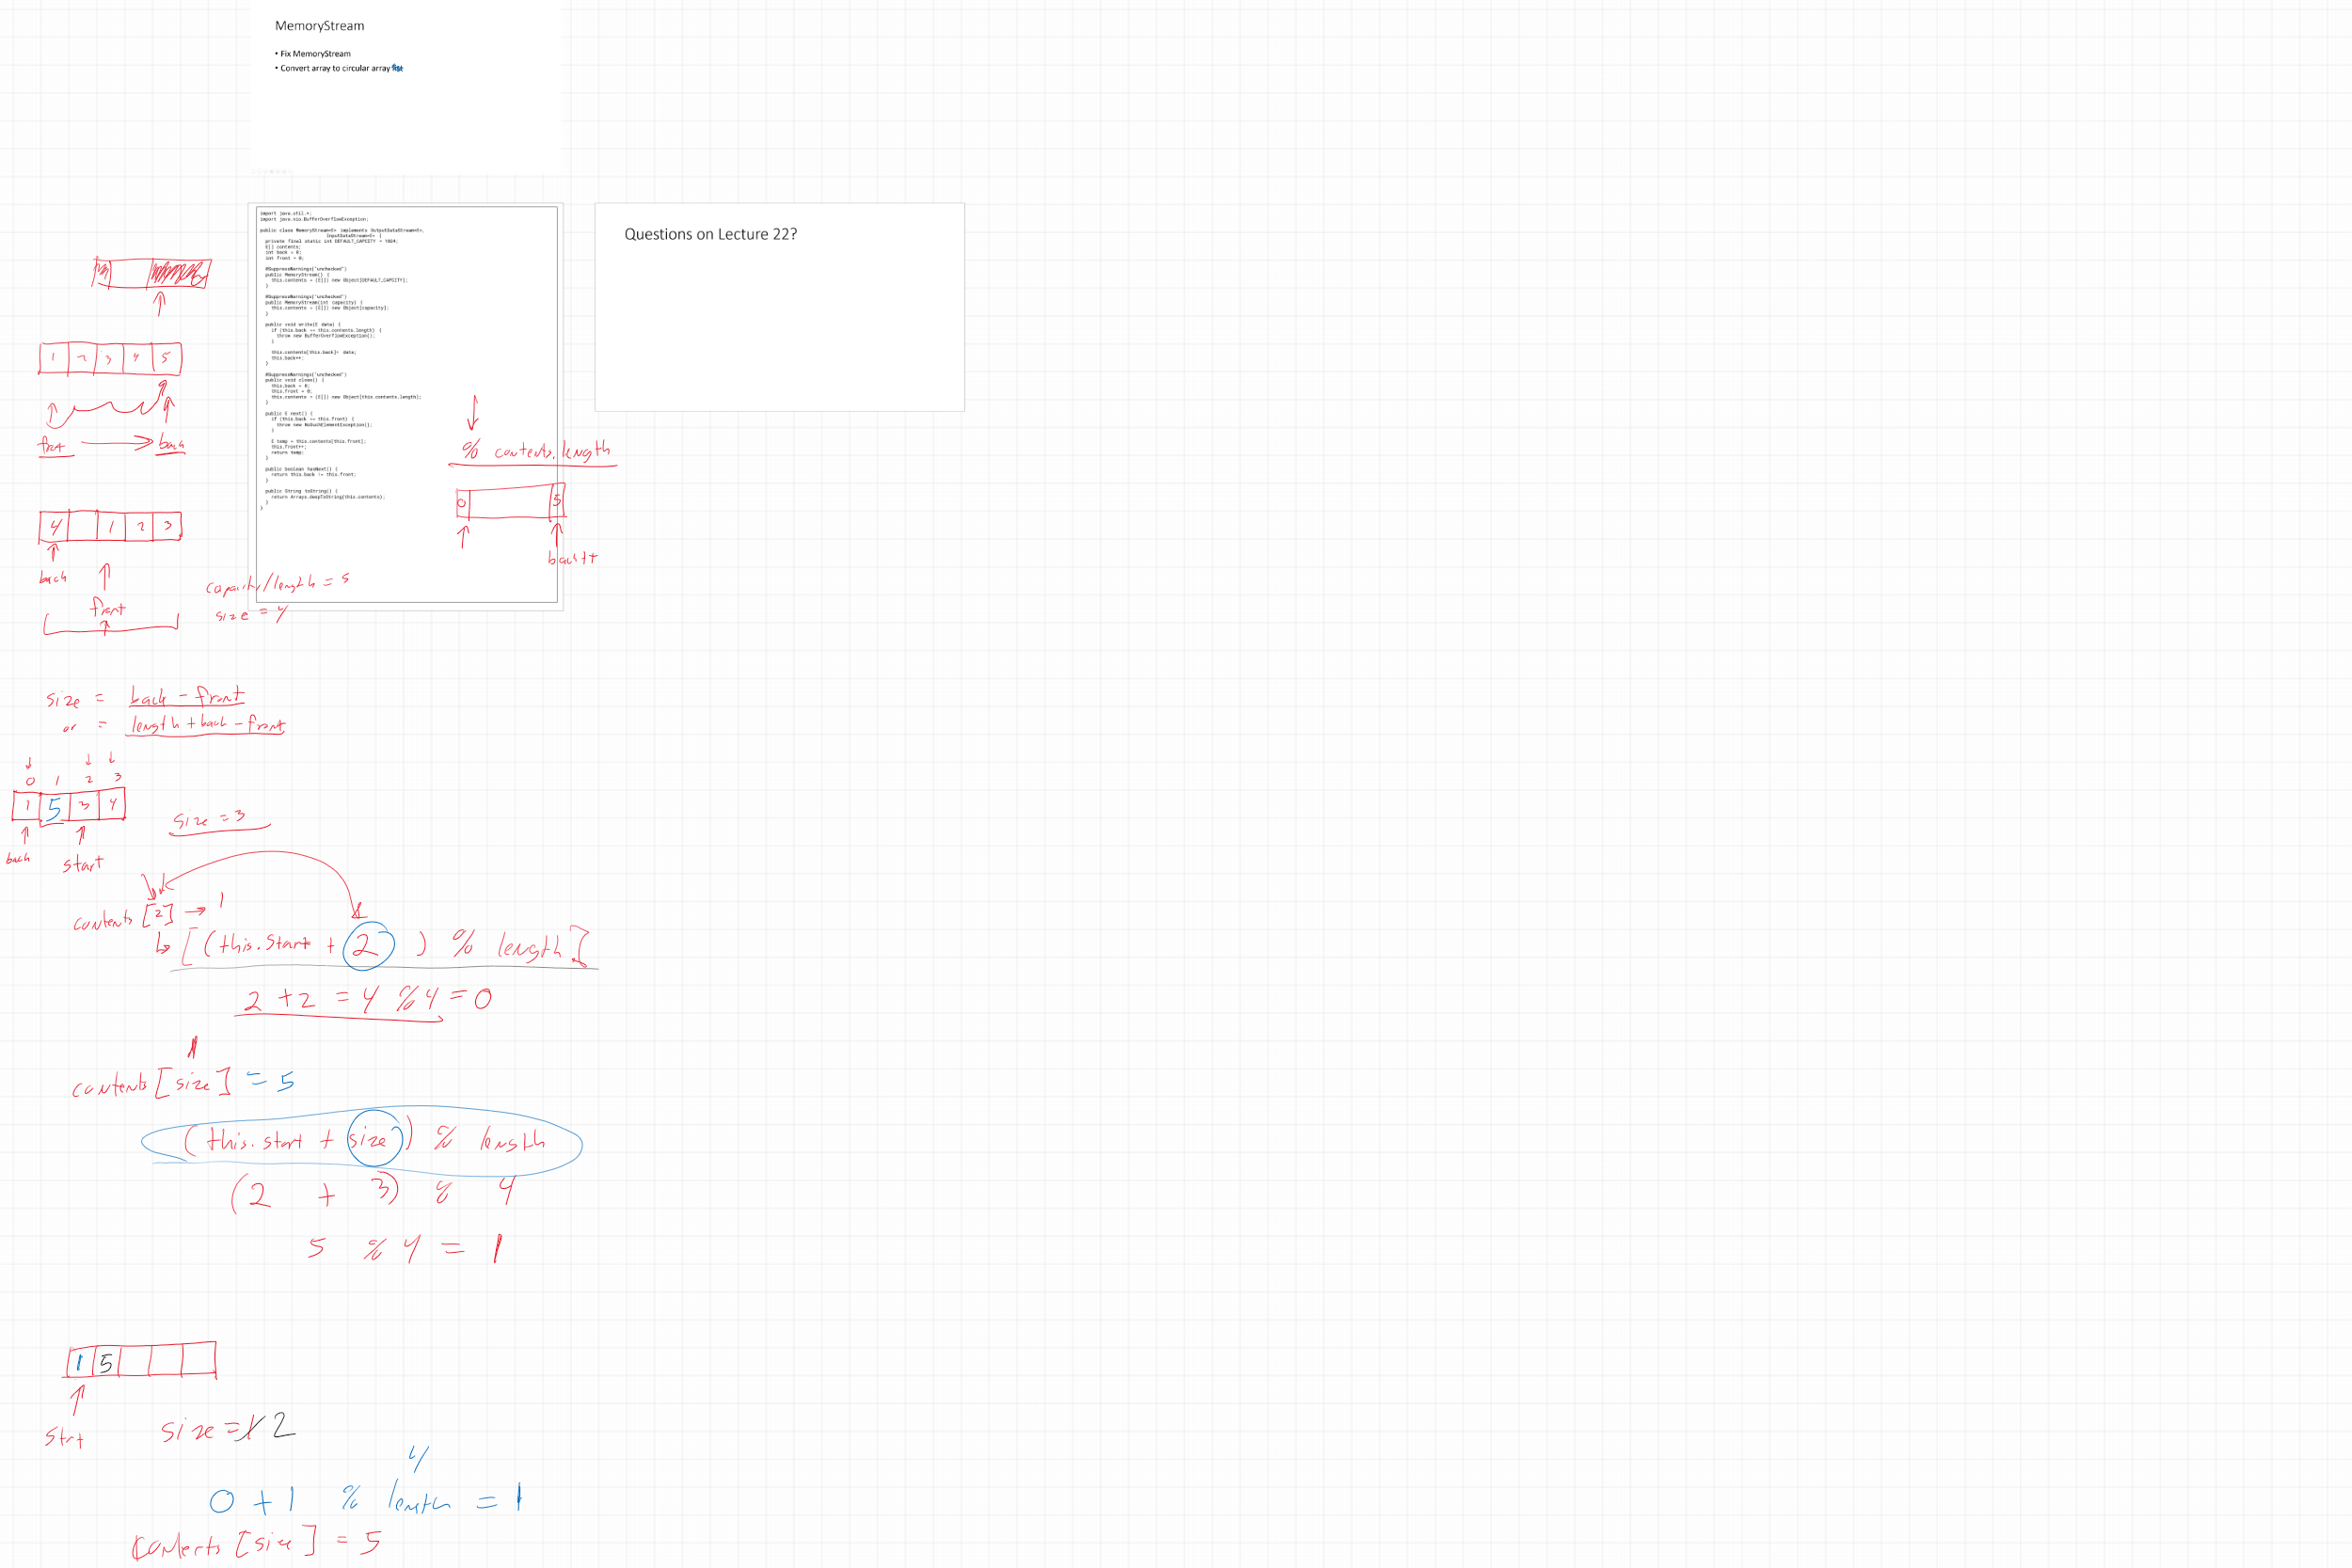 MemoryStream
• Fix MemoryStream
• Convert array to circular array list
import java.util.*;
import java.nio.BufferOverflowException;
public class MemoryStream<E> implements OutputDataStream<E>,
InputDataStream<E> {
private final static int DEFAULT_CAPCITY = 1024;
E[] contents;
int back = 0;
int front = 0;
@SuppressWarnings("unchecked")
public MemoryStream() {
this.contents = (E[]) new Object[DEFAULT_CAPCITY];
}
@SuppressWarnings("unchecked")
public MemoryStream(int capacity) {
this.contents = (E[]) new Object[capacity];
}
public void write(E data) {
if (this.back == this.contents.length) {
throw new BufferOverflowException();
}
this.contents[this.back]= data;
this.back++;
}
@SuppressWarnings("unchecked")
public void close() {
this.back = 0;
this.front = 0;
this.contents = (E[]) new Object[this.contents.length];
}
public E next() {
if (this.back == this.front) {
throw new NoSuchElementException();
}
E temp = this.contents[this.front];
this.front++;
return temp;
}
public boolean hasNext() {
return this.back != this.front;
}
public String toString() {
return Arrays.deepToString(this.contents);
}
}
Questions on Lecture 22?
1 2 3 4 5
front back
% contents.length
0 5
back++
4 1 2 3
back
front
capacity/length = 5
size = 4
size = back - front
or = length + back - front
0 1 2 3
1 5 3 4
back start
size = 3
contents [2] → 1
[(this.start + 2 ) % length]
2 + 2 = 4 % 4 = 0
1
contents [size] = 5
(this.start + size) % length
(2 + 3) % 4
5 % 4 = 1
1 5
strt
size = 1 2
4
0 + 1 % length = 1
contents [size] = 5